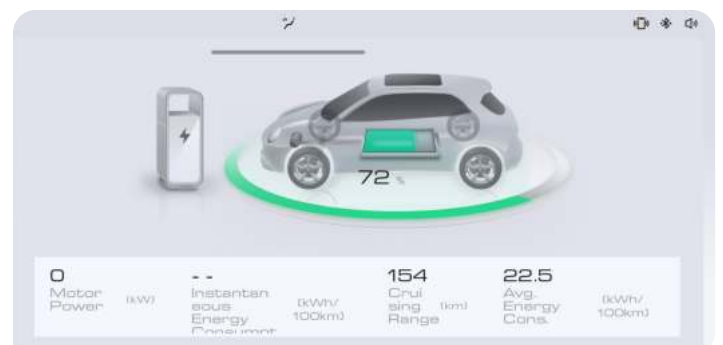 72 %
0
Motor
Power
(kW)
- -
Instantan
eous
Energy
Consumpt
(kWh/
100km)
154
Crui
sing
Range
(km)
22.5
Avg.
Energy
Cons.
(kWh/
100km)